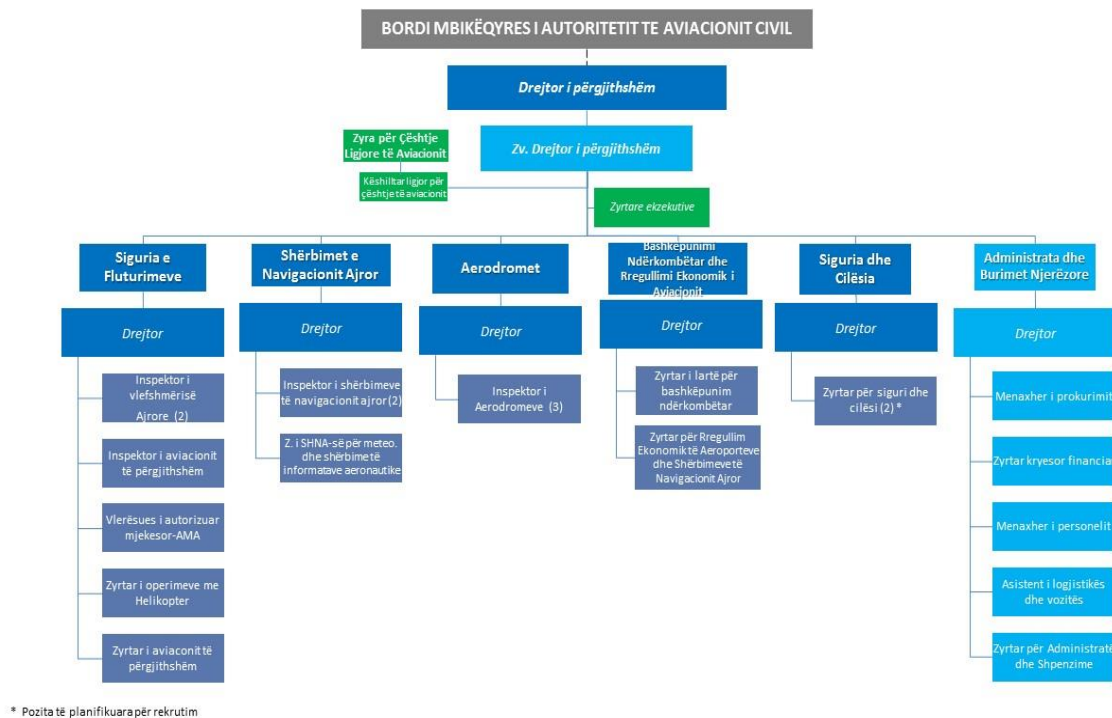 BORDI MBIKËQYRES I AUTORITETIT TE AVIACIONIT CIVIL
Drejtor i përgjithshëm
Zyra për Çështje
Ligjore të Aviacionit
Zv. Drejtor i përgjithshëm
Këshilltar ligjor për
çështje të aviacionit
Zyrtare ekzekutive
Siguria e
Fluturimeve
Shërbimet e
Navigacionit Ajror
Aerodromet
Bashkëpunimi
Ndërkombëtar dhe
Rregullimi Ekonomik i
Aviacionit
Siguria dhe
Cilësia
Administrata dhe
Burimet Njerëzore
Drejtor
Drejtor
Drejtor
Drejtor
Drejtor
Drejtor
Inspektor i
vlefshmërisë
Ajrore (2)
Inspektor i aviacionit
të përgjithshëm
Vlerësues i autorizuar
mjekesor-AMA
Zyrtar i operimeve me
Helikopter
Zyrtar i aviaconit të
përgjithshëm
Inspektor i shërbimeve
të navigacionit ajror (2)
Z. i SHNA-së për meteo.
dhe shërbime të
informatave aeronautike
Inspektor i
Aerodromeve (3)
Zyrtar i lartë për
bashkëpunim
ndërkombëtar
Zyrtar për Rregullim
Ekonomik të Aeroporteve
dhe Shërbimeve të
Navigacionit Ajror
Zyrtar për siguri dhe
cilësi (2) *
Menaxher i prokurimit
Zyrtar kryesor financiar
Menaxher i personelit
Asistent i logjistikës
dhe vozitës
Zyrtar për Administratë
dhe Shpenzime
* Pozita të planifikuara për rekrutim